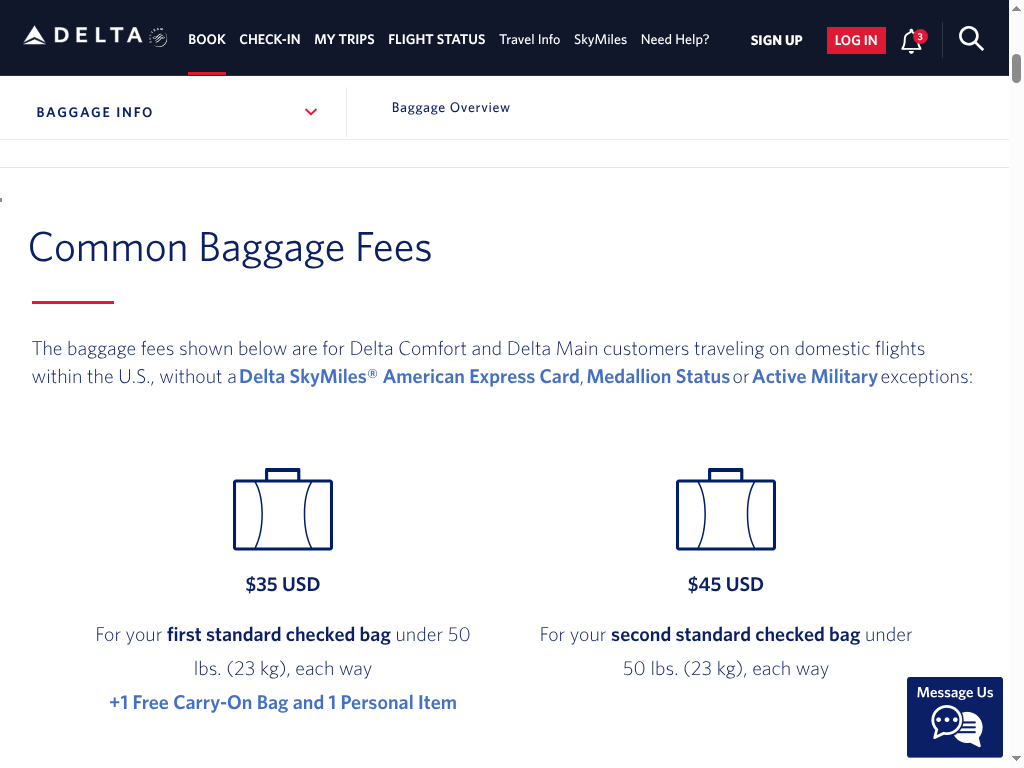 DELTA
BOOK CHECK-IN MY TRIPS FLIGHT STATUS Travel Info SkyMiles Need Help? SIGN UP LOG IN 3
BAGGAGE INFO
Baggage Overview
Common Baggage Fees
The baggage fees shown below are for Delta Comfort and Delta Main customers traveling on domestic flights
within the U.S., without a Delta SkyMiles® American Express Card, Medallion Status or Active Military exceptions:
$35 USD
For your first standard checked bag under 50
lbs. (23 kg), each way
+1 Free Carry-On Bag and 1 Personal Item
$45 USD
For your second standard checked bag under
50 lbs. (23 kg), each way
Message Us